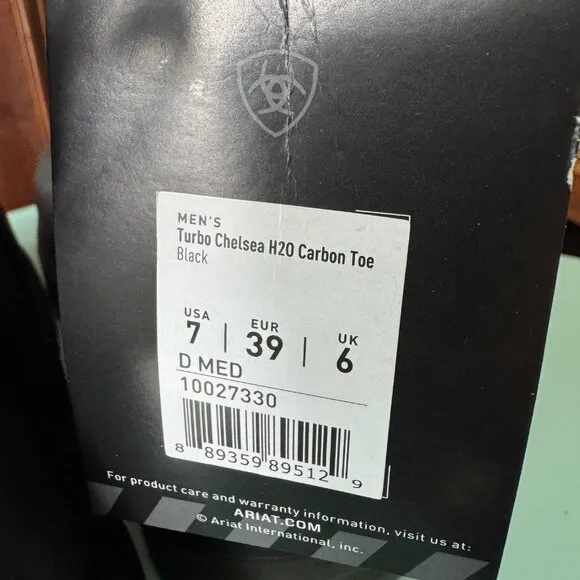 MEN'S
Turbo Chelsea H2O Carbon Toe
Black
USA EUR UK
7 | 39 | 6
D MED
10027330
8 89359 89512 9
For product care and warranty information, visit us at:
ARIAT.COM
© Ariat International, inc.